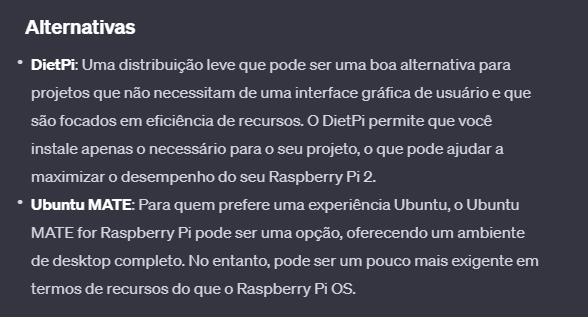 Alternativas
• DietPi: Uma distribuição leve que pode ser uma boa alternativa para
projetos que não necessitam de uma interface gráfica de usuário e que
são focados em eficiência de recursos. O DietPi permite que você
instale apenas o necessário para o seu projeto, o que pode ajudar a
maximizar o desempenho do seu Raspberry Pi 2.
• Ubuntu MATE: Para quem prefere uma experiência Ubuntu, o Ubuntu
MATE for Raspberry Pi pode ser uma opção, oferecendo um ambiente
de desktop completo. No entanto, pode ser um pouco mais exigente em
termos de recursos do que o Raspberry Pi OS.